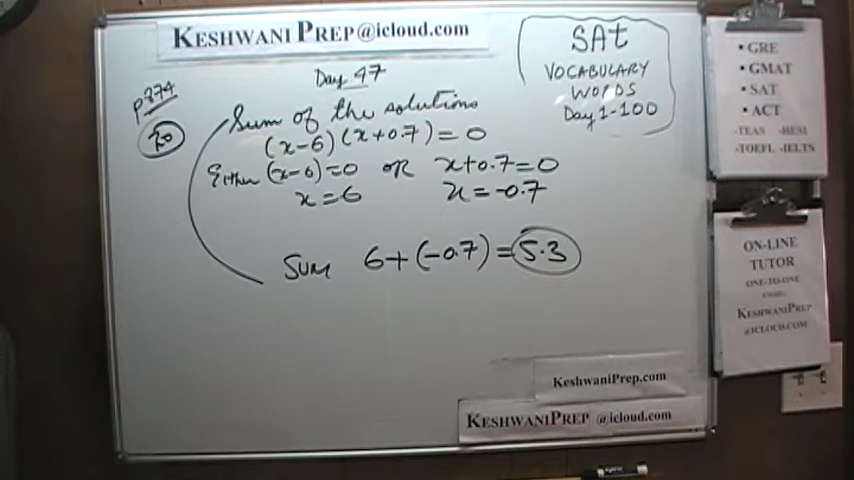 KESHWANI PREP@icloud.com
Day 47
p874
20
Sum of the solutions
(x-6)(x+0.7)=0
Either (x-6)=0 or x+0.7=0
x=6 x=-0.7
Sum 6+(-0.7)=5.3
SAt
VOCABULARY
WORDS
Day 1-100
• GRE
• GMAT
• SAT
• ACT
-TEAS -HESI
-TOEFL -IELTS
ON-LINE
TUTOR
ONE-TO-ONE
KESHWANIPREP
@ICLOUD.COM
KeshwaniPrep.com
KESHWANIPREP @icloud.com